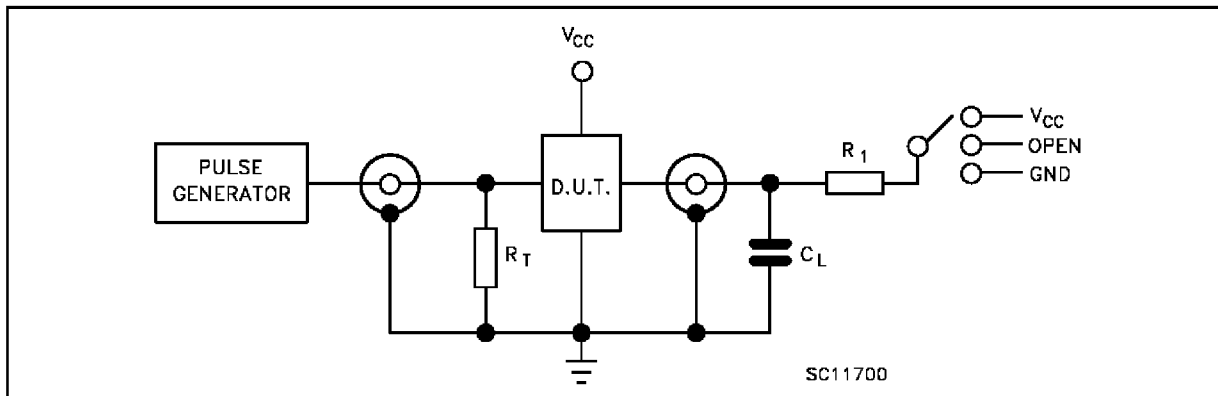 VCC
PULSE
GENERATOR
D.U.T.
RT
R1
CL
VCC
OPEN
GND
SC11700